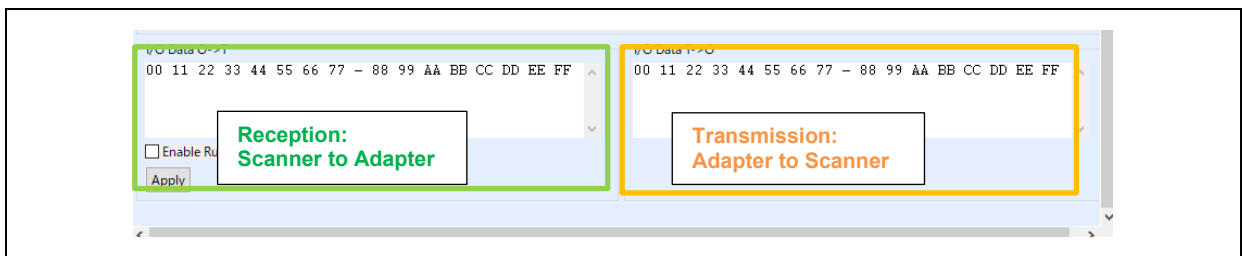 I/O Data O->T
00 11 22 33 44 55 66 77 – 88 99 AA BB CC DD EE FF
Reception:
Scanner to Adapter
Enable Ru
Apply
I/O Data T->O
00 11 22 33 44 55 66 77 – 88 99 AA BB CC DD EE FF
Transmission:
Adapter to Scanner